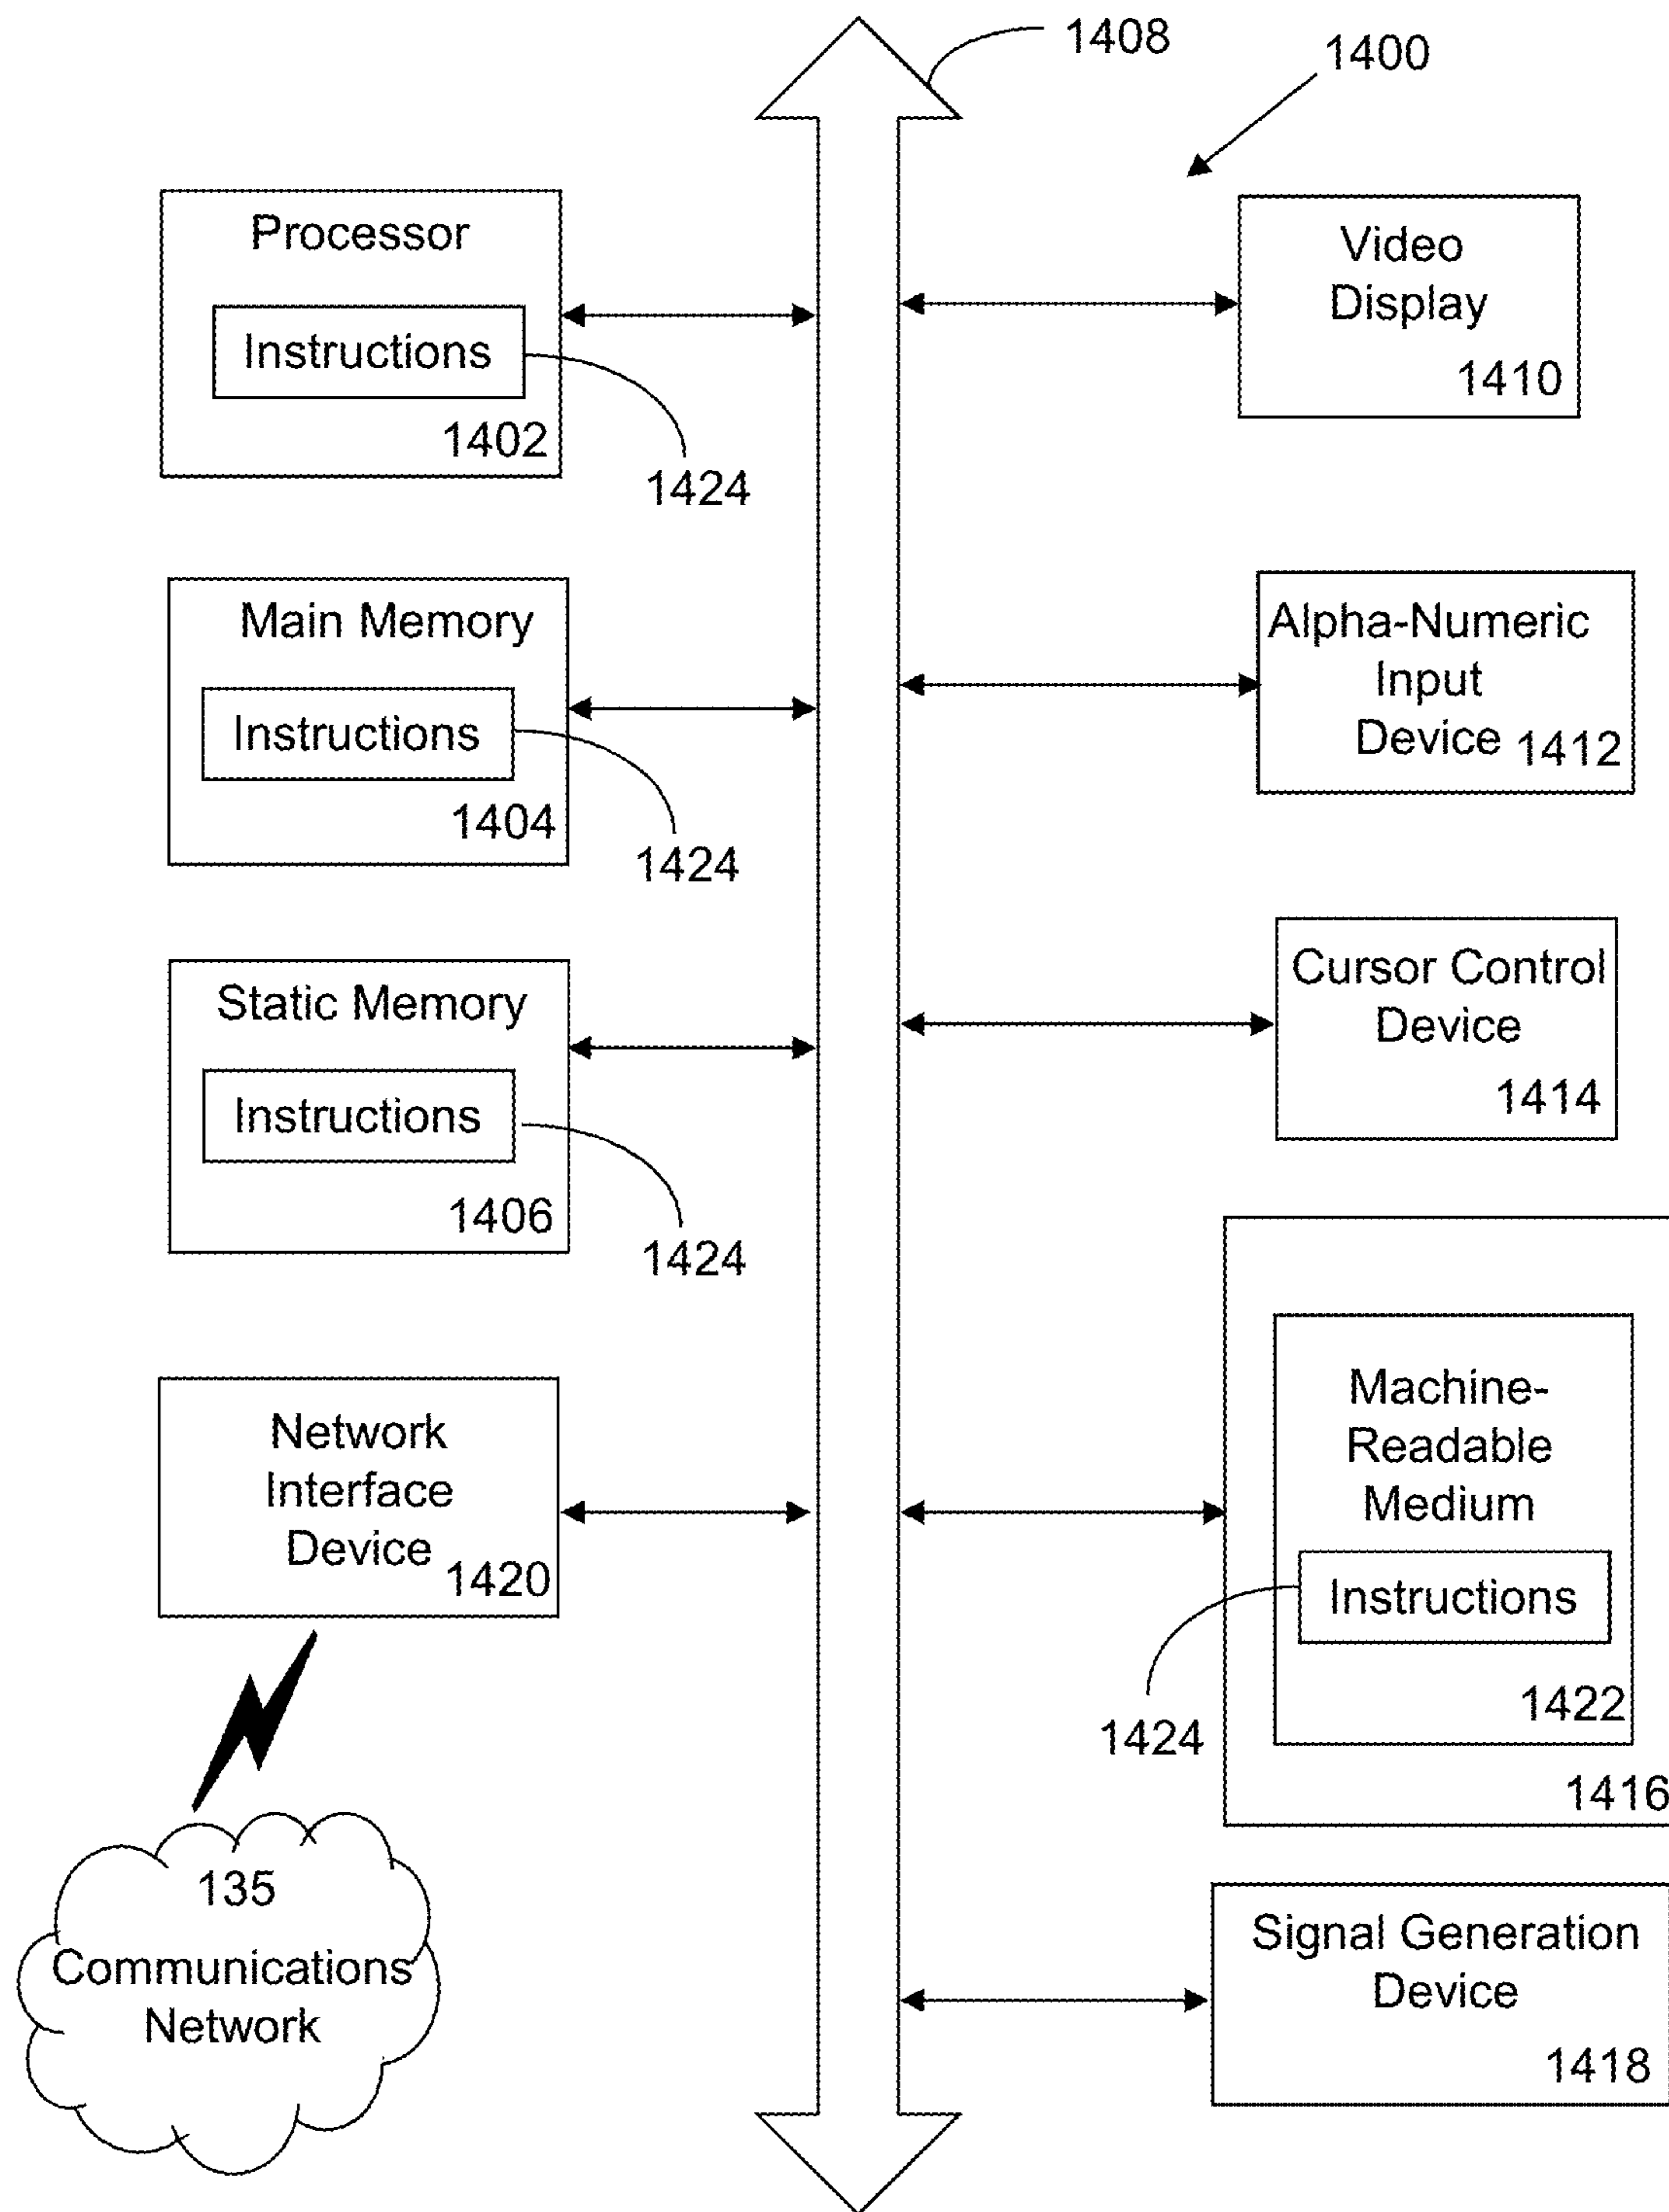 1408
1400
Processor
Instructions
1402
1424
Video
Display
1410
Main Memory
Instructions
1404
1424
Alpha-Numeric
Input
Device 1412
Static Memory
Instructions
1406
1424
Cursor Control
Device
1414
Network
Interface
Device
1420
Machine-
Readable
Medium
Instructions
1422
1424
1416
135
Communications
Network
Signal Generation
Device
1418